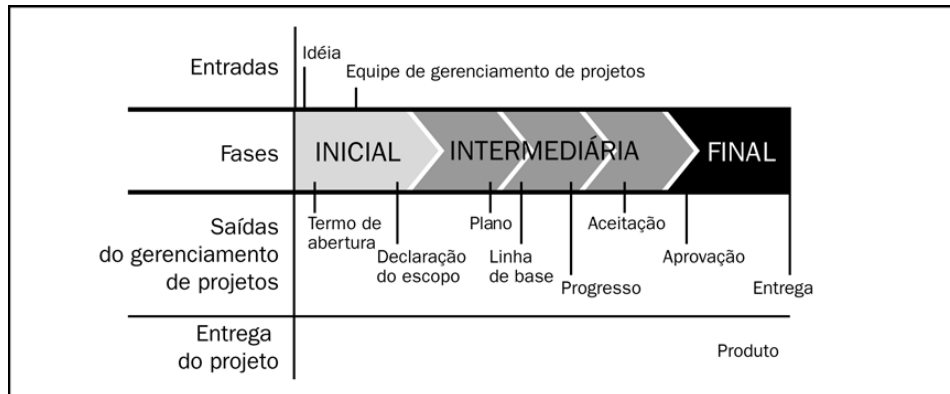 Idéia
Entradas
Equipe de gerenciamento de projetos
Fases
INICIAL
INTERMEDIÁRIA
FINAL
Saídas
do gerenciamento
de projetos
Termo de
abertura
Declaração
do escopo
Plano
Linha
de base
Progresso
Aceitação
Aprovação
Entrega
Entrega
do projeto
Produto